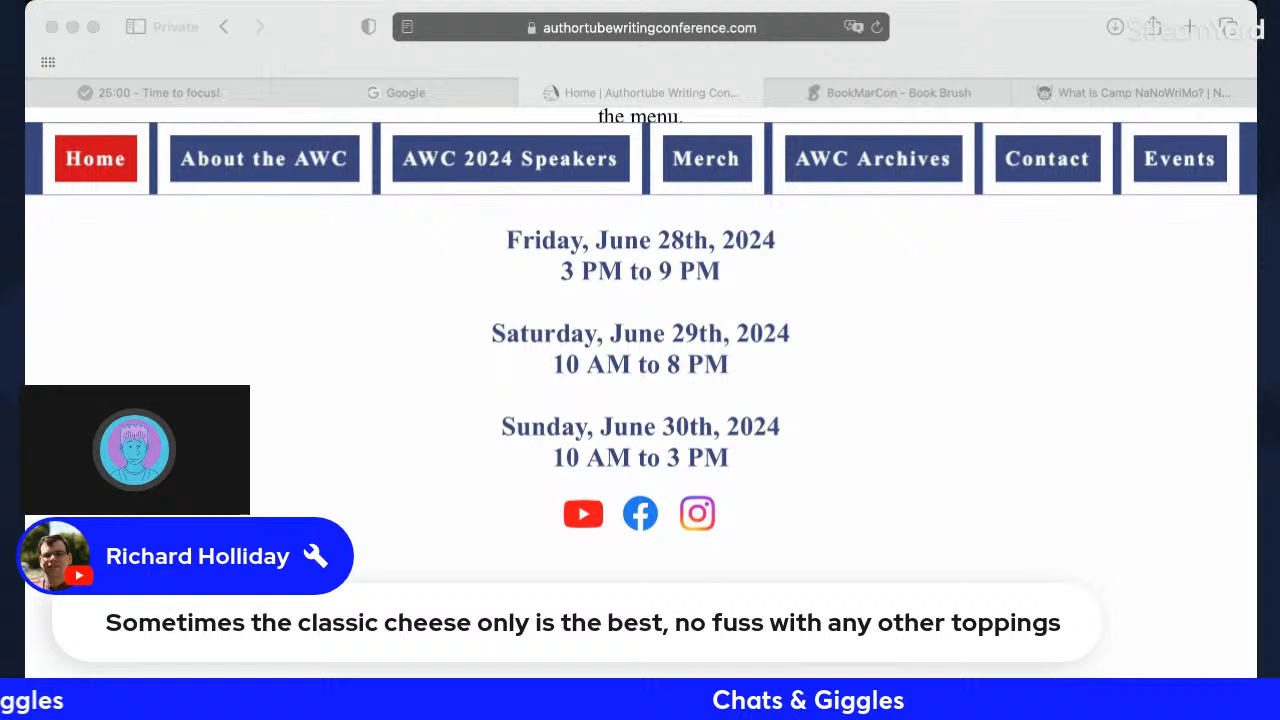 Private
authortubewritingconference.com
StreamYard
25:00 - Time to focus!
Google
Home | Authortube Writing Con...
BookMarCon - Book Brush
What Is Camp NaNoWriMo? | N...
the menu.
Home
About the AWC
AWC 2024 Speakers
Merch
AWC Archives
Contact
Events
Friday, June 28th, 2024
3 PM to 9 PM
Saturday, June 29th, 2024
10 AM to 8 PM
Sunday, June 30th, 2024
10 AM to 3 PM
Richard Holliday
Sometimes the classic cheese only is the best, no fuss with any other toppings
ggles
Chats & Giggles